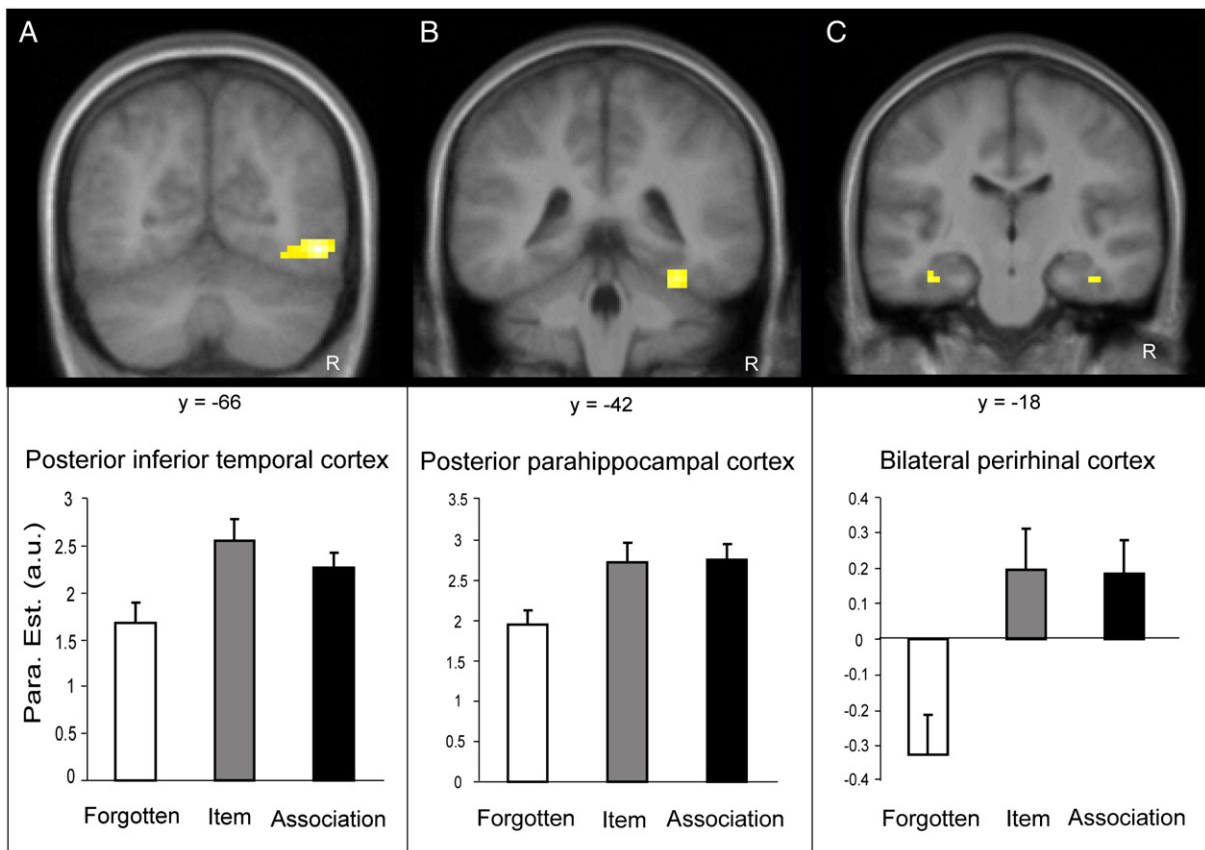 A
B
C
R
R
R
y = -66
y = -42
y = -18
Posterior inferior temporal cortex
Posterior parahippocampal cortex
Bilateral perirhinal cortex
Para. Est. (a.u.)
3
2.5
2
1.5
1
0.5
0
Forgotten
Item
Association
3.5
3
2.5
2
1.5
1
0.5
0
Forgotten
Item
Association
0.4
0.3
0.2
0.1
0
-0.1
-0.2
-0.3
-0.4
Forgotten
Item
Association